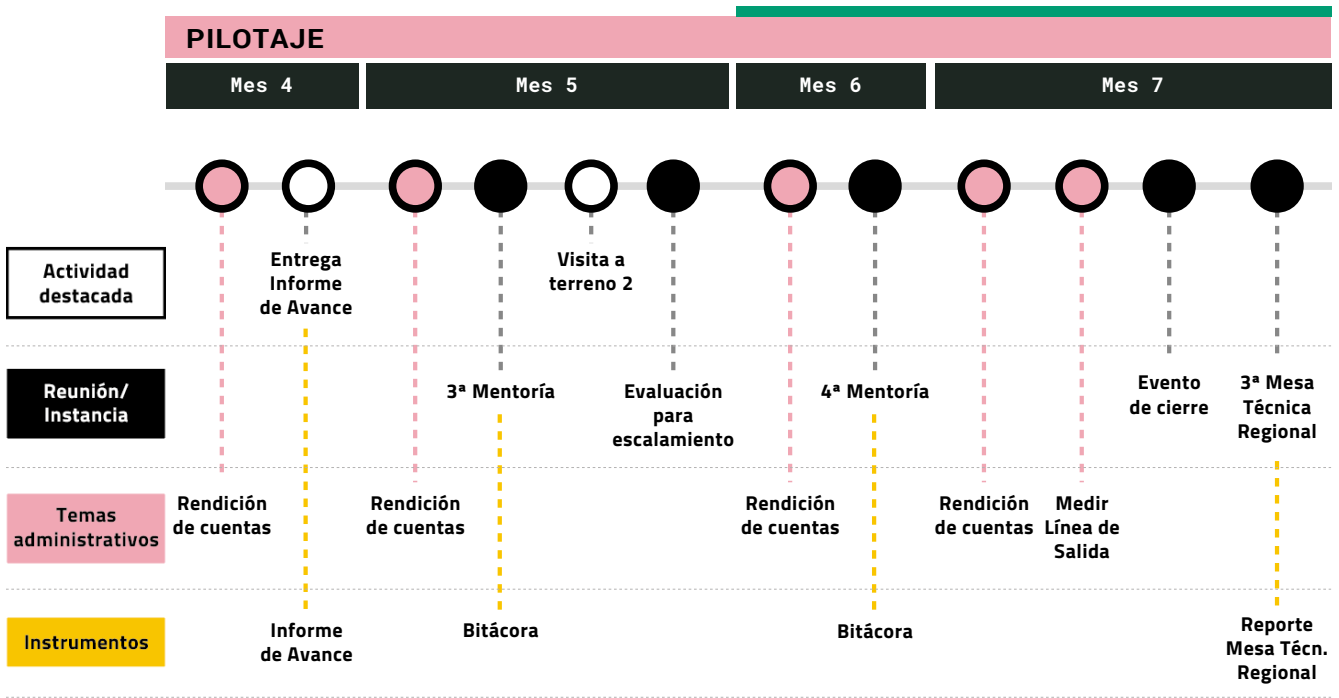 PILOTAJE
Mes 4
Mes 5
Mes 6
Mes 7
Actividad
destacada
Entrega
Informe
de Avance
Visita a
terreno 2
Reunión/
Instancia
3ª Mentoría
Evaluación
para
escalamiento
4ª Mentoría
Evento
de cierre
3ª Mesa
Técnica
Regional
Temas
administrativos
Rendición
de cuentas
Rendición
de cuentas
Rendición
de cuentas
Rendición
de cuentas
Medir
Línea de
Salida
Instrumentos
Informe
de Avance
Bitácora
Bitácora
Reporte
Mesa Técn.
Regional